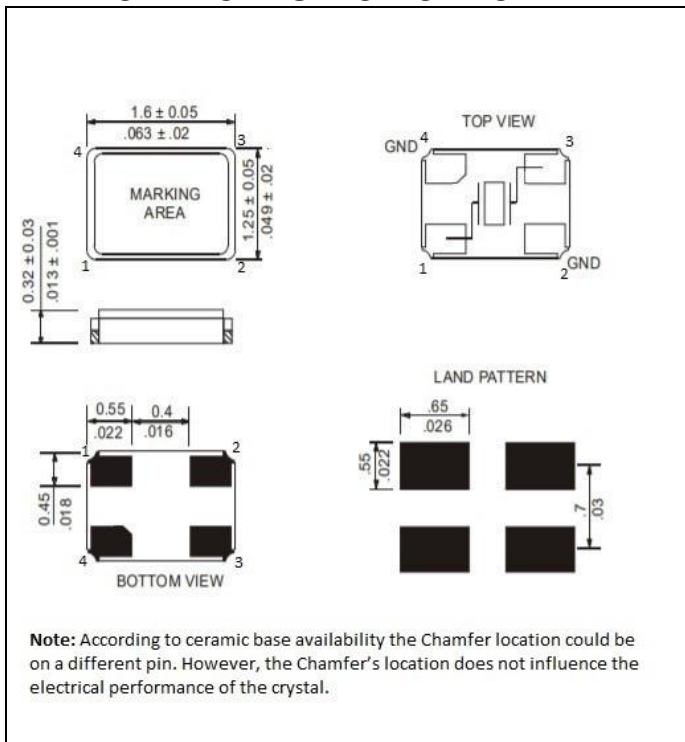 1.6 ± 0.05
.063 ± .02
4
3
MARKING
AREA
1
2
1.25 ± 0.05
.049 ± .02
0.32 ± 0.03
.013 ± .001
TOP VIEW
GND
4
3
1
2
GND
LAND PATTERN
.65
.026
.55
.022
.7
.03
0.55
0.4
.022
.016
1
2
0.45
.018
4
3
BOTTOM VIEW
Note: According to ceramic base availability the Chamfer location could be
on a different pin. However, the Chamfer's location does not influence the
electrical performance of the crystal.